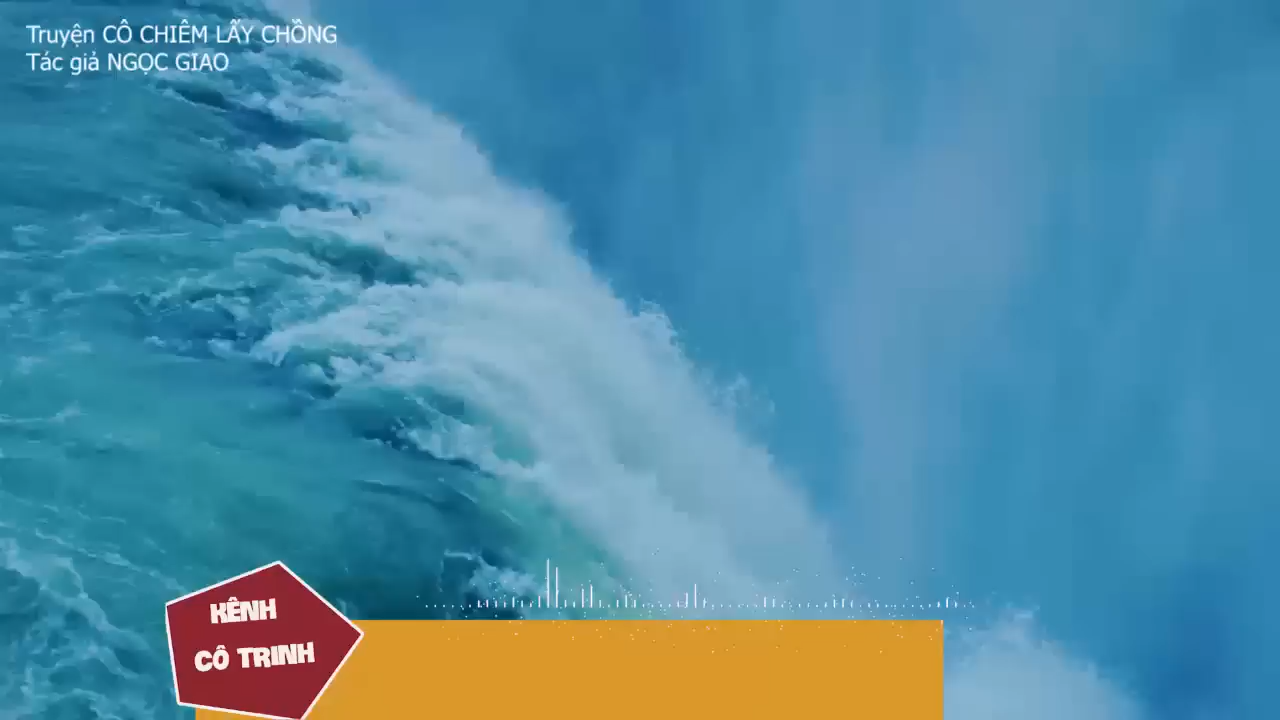 Truyện CÔ CHIÊM LẤY CHỒNG
Tác giả NGỌC GIAO
KÊNH
CÔ TRINH